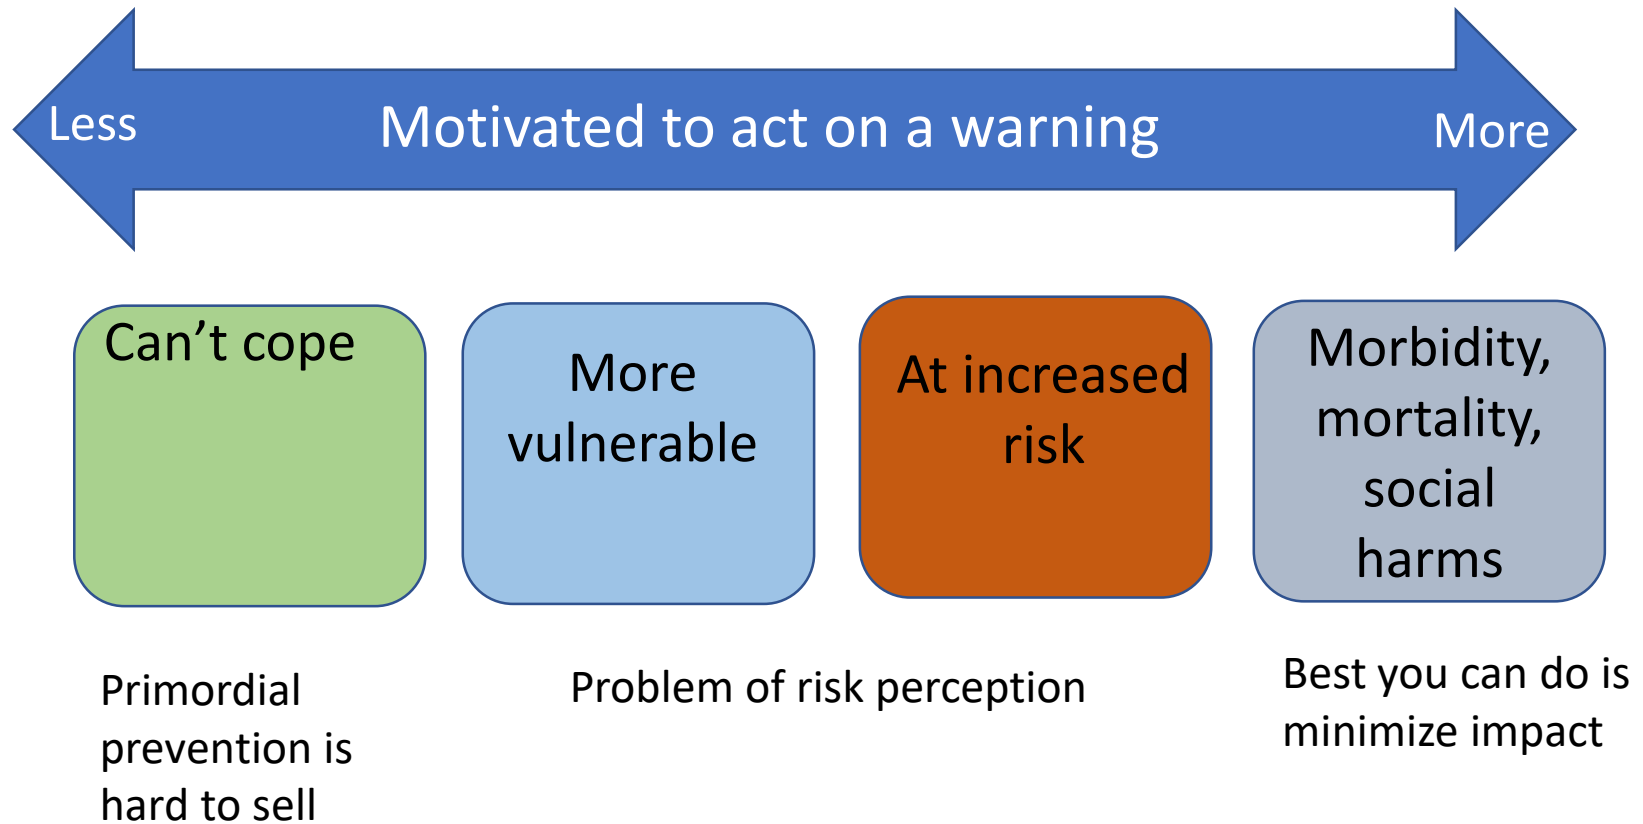 Less
Motivated to act on a warning
More
Can’t cope
More
vulnerable
At increased
risk
Morbidity,
mortality,
social
harms
Primordial
prevention is
hard to sell
Problem of risk perception
Best you can do is
minimize impact